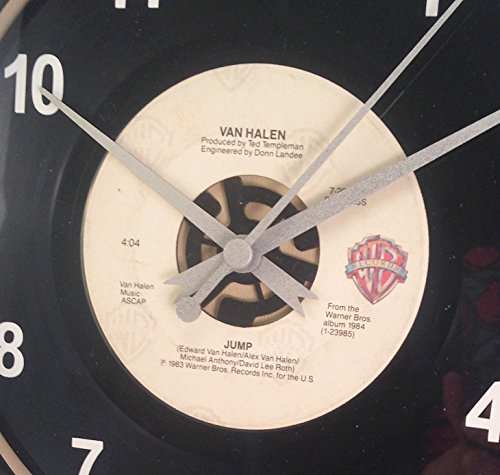 10
8
7
4
VAN HALEN
Produced by Ted Templeman
Engineered by Donn Landee
4:04
Van Halen
Music
ASCAP
RECORDS
From the
Warner Bros.
album 1984
(1-23985)
JUMP
(Edward Van Halen/Alex Van Halen/
Michael Anthony/David Lee Roth)
℗ 1983 Warner Bros. Records Inc. for the U.S.